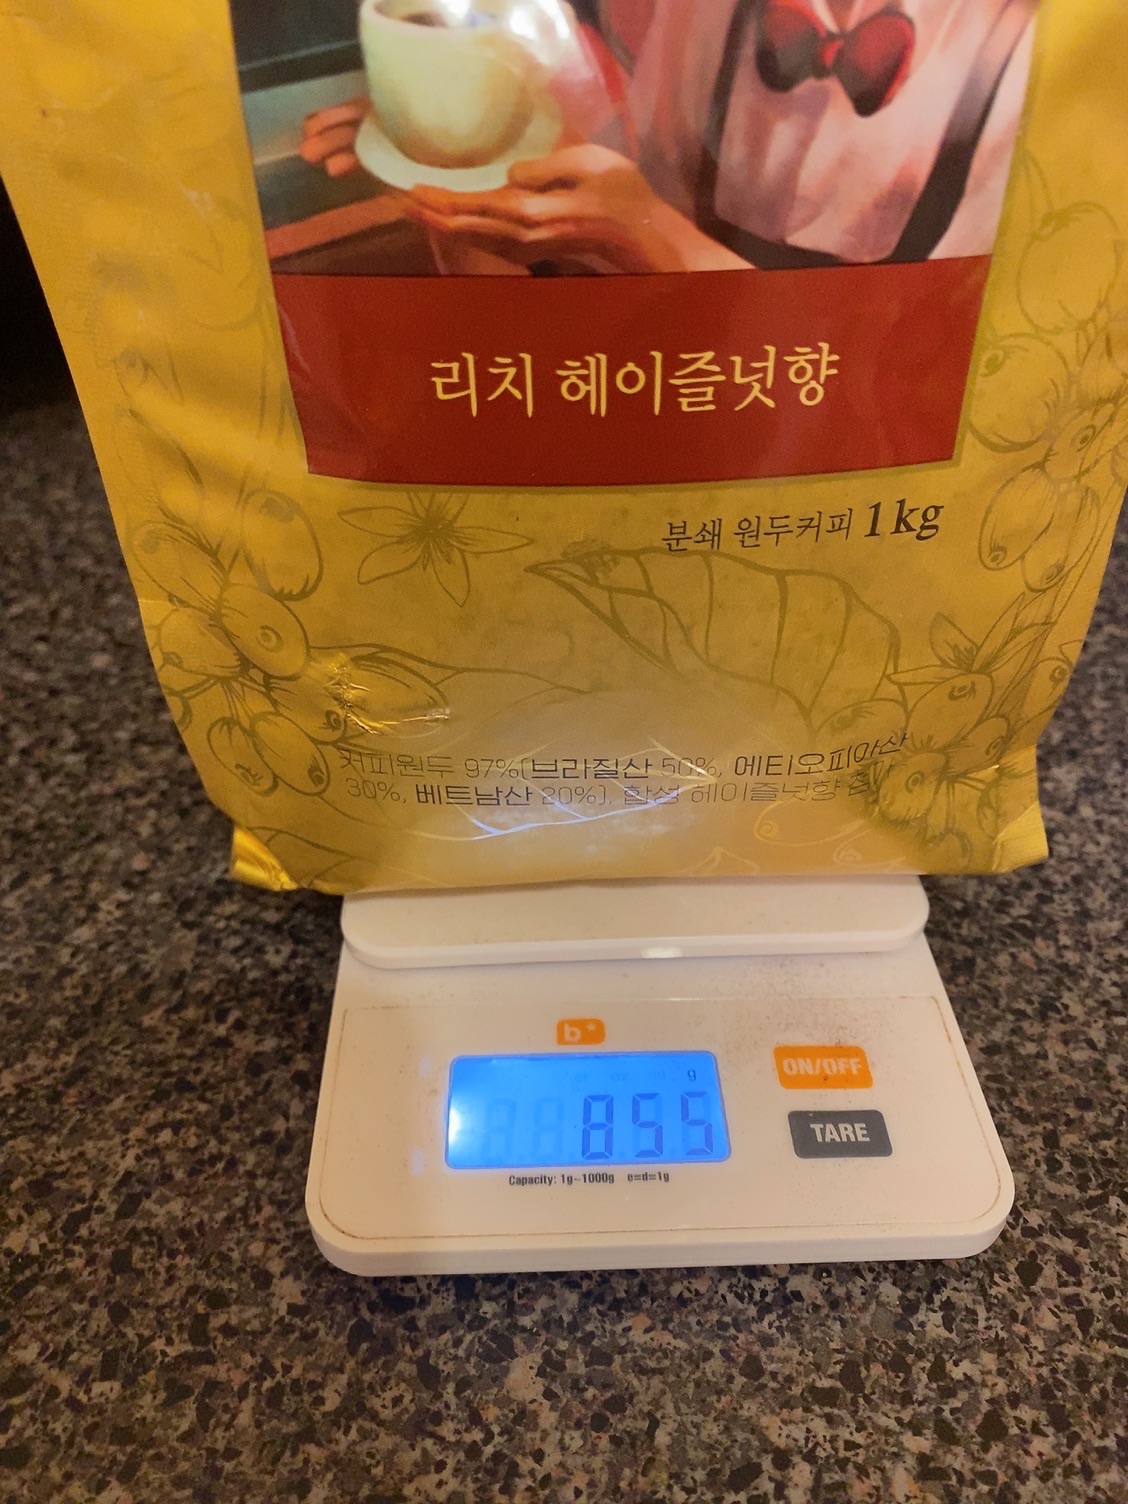 리치 헤이즐넛향
분쇄 원두커피 1kg
커피원두 97%(브라질산 50%, 에티오피아산
30%, 베트남산 20%), 합성 헤이즐넛향 첨가
b*
ON/OFF
g
855
TARE
Capacity: 1g~1000g e=d=1g